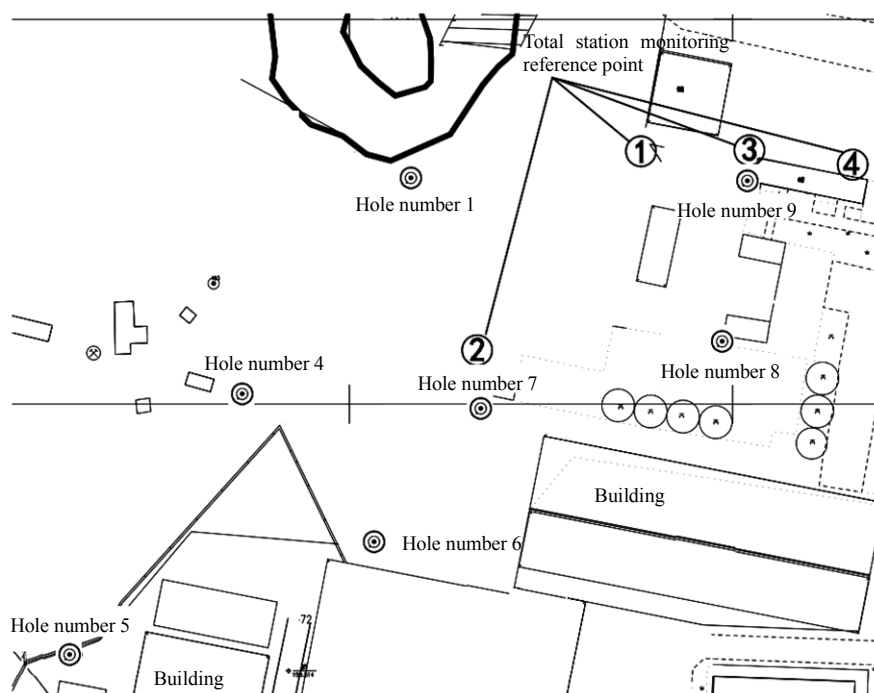 Total station monitoring
reference point
1
3
4
Hole number 1
Hole number 9
2
Hole number 4
Hole number 7
Hole number 8
Building
Hole number 6
Hole number 5
72
Building